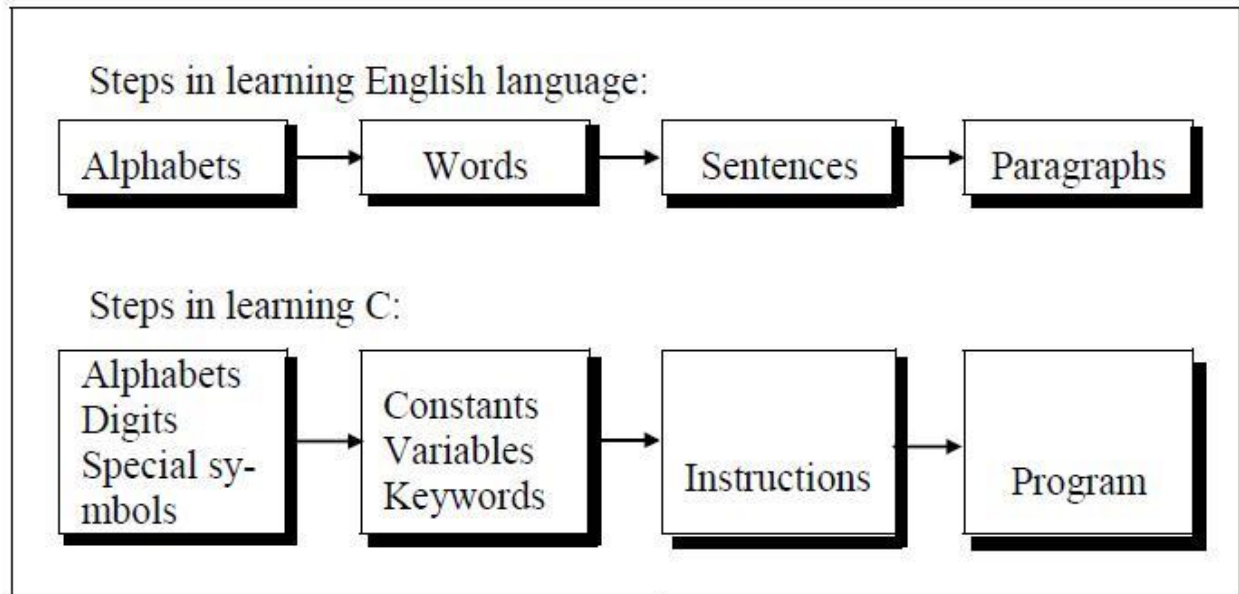 Steps in learning English language:
Alphabets
Words
Sentences
Paragraphs
Steps in learning C:
Alphabets
Digits
Special sy-
mbols
Constants
Variables
Keywords
Instructions
Program